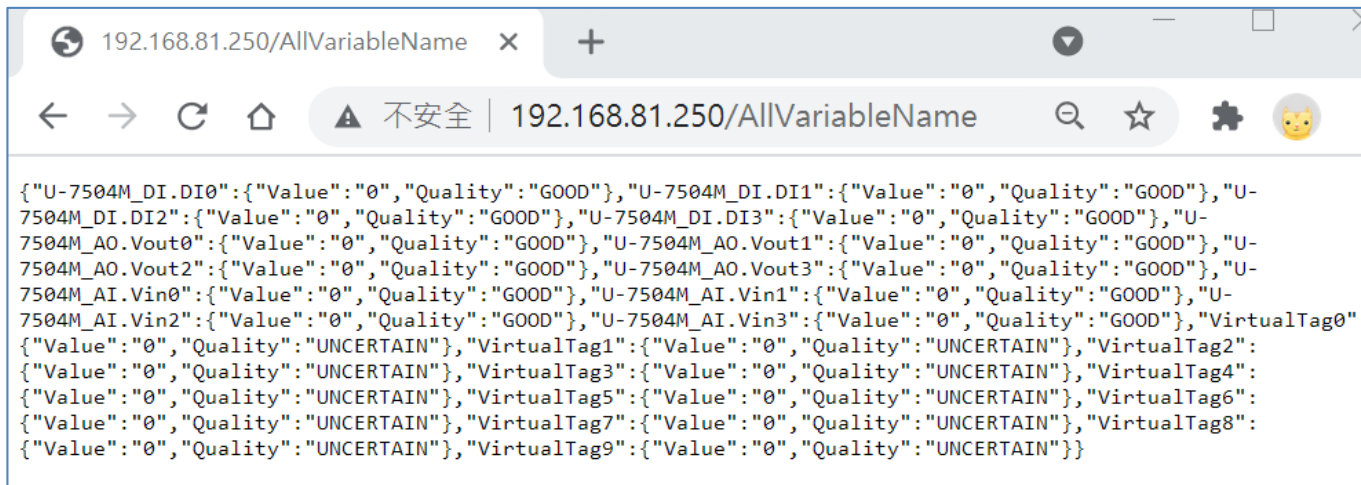 192.168.81.250/AllVariableName
不安全 192.168.81.250/AllVariableName
{"U-7504M_DI.DI0":{"Value":"0","Quality":"GOOD"},"U-7504M_DI.DI1":{"Value":"0","Quality":"GOOD"},"U-
7504M_DI.DI2":{"Value":"0","Quality":"GOOD"},"U-7504M_DI.DI3":{"Value":"0","Quality":"GOOD"},"U-
7504M_AO.Vout0":{"Value":"0","Quality":"GOOD"},"U-7504M_AO.Vout1":{"Value":"0","Quality":"GOOD"},"U-
7504M_AO.Vout2":{"Value":"0","Quality":"GOOD"},"U-7504M_AO.Vout3":{"Value":"0","Quality":"GOOD"},"U-
7504M_AI.Vin0":{"Value":"0","Quality":"GOOD"},"U-7504M_AI.Vin1":{"Value":"0","Quality":"GOOD"},"U-
7504M_AI.Vin2":{"Value":"0","Quality":"GOOD"},"U-7504M_AI.Vin3":{"Value":"0","Quality":"GOOD"},"VirtualTag0"
{"Value":"0","Quality":"UNCERTAIN"},"VirtualTag1":{"Value":"0","Quality":"UNCERTAIN"},"VirtualTag2":
{"Value":"0","Quality":"UNCERTAIN"},"VirtualTag3":{"Value":"0","Quality":"UNCERTAIN"},"VirtualTag4":
{"Value":"0","Quality":"UNCERTAIN"},"VirtualTag5":{"Value":"0","Quality":"UNCERTAIN"},"VirtualTag6":
{"Value":"0","Quality":"UNCERTAIN"},"VirtualTag7":{"Value":"0","Quality":"UNCERTAIN"},"VirtualTag8":
{"Value":"0","Quality":"UNCERTAIN"},"VirtualTag9":{"Value":"0","Quality":"UNCERTAIN"}}